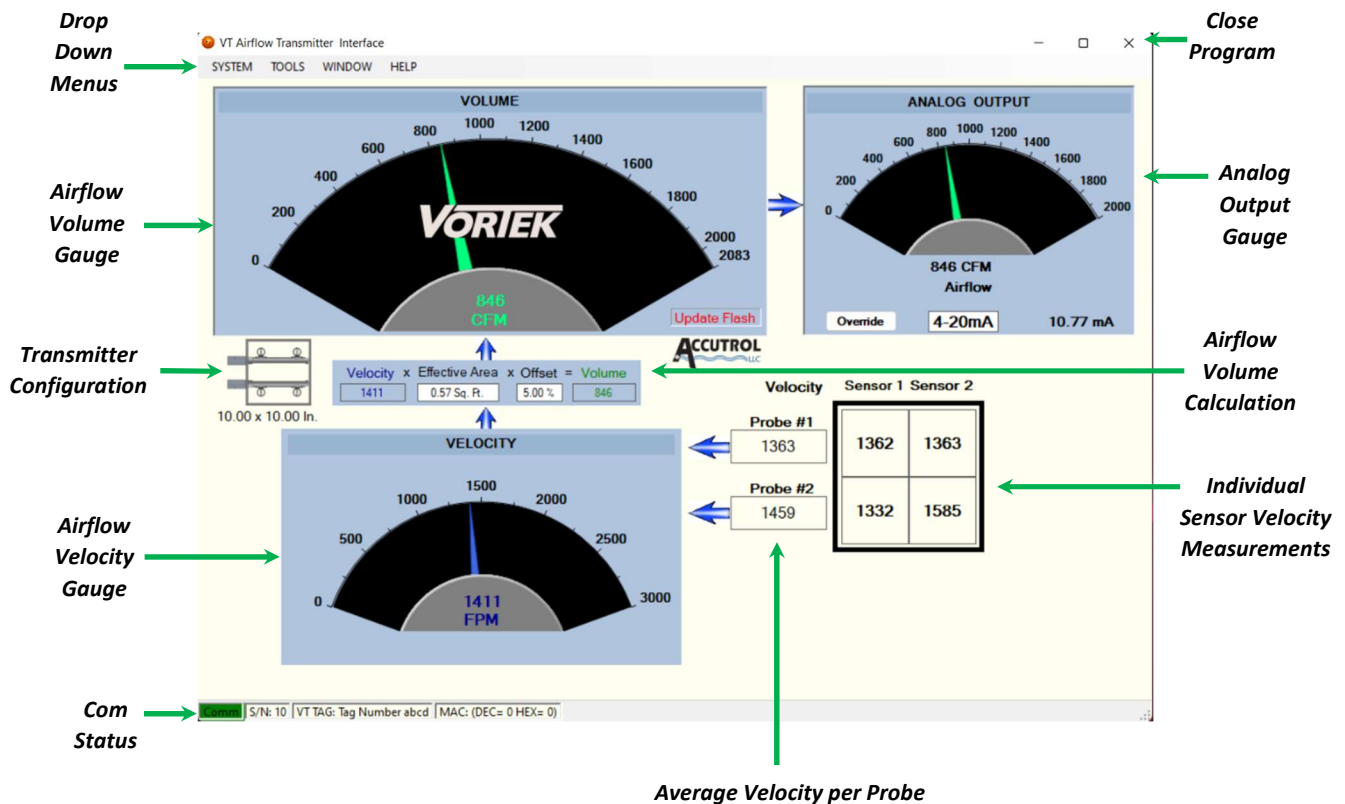 Drop
Down
Menus
Close
Program
VT Airflow Transmitter Interface
SYSTEM TOOLS WINDOW HELP
VOLUME
0
200
400
600
800
1000
1200
1400
1600
1800
2000
2083
VORTEK
846
CFM
Update Flash
ANALOG OUTPUT
0
200
400
600
800
1000
1200
1400
1600
1800
2000
846 CFM
Airflow
Override 4-20mA 10.77 mA
Airflow
Volume
Gauge
Analog
Output
Gauge
Transmitter
Configuration
10.00 x 10.00 In.
ACCUTROL
LLC
Velocity x Effective Area x Offset = Volume
1411 0.57 Sq. Ft. 5.00 % 846
Airflow
Volume
Calculation
Velocity Sensor 1 Sensor 2
Probe #1
1363 1362 1363
Probe #2
1459 1332 1585
Individual
Sensor Velocity
Measurements
VELOCITY
0
500
1000
1500
2000
2500
3000
1411
FPM
Airflow
Velocity
Gauge
Com
Status
Comm S/N: 10 VT TAG: Tag Number abcd MAC: (DEC= 0 HEX= 0)
Average Velocity per Probe